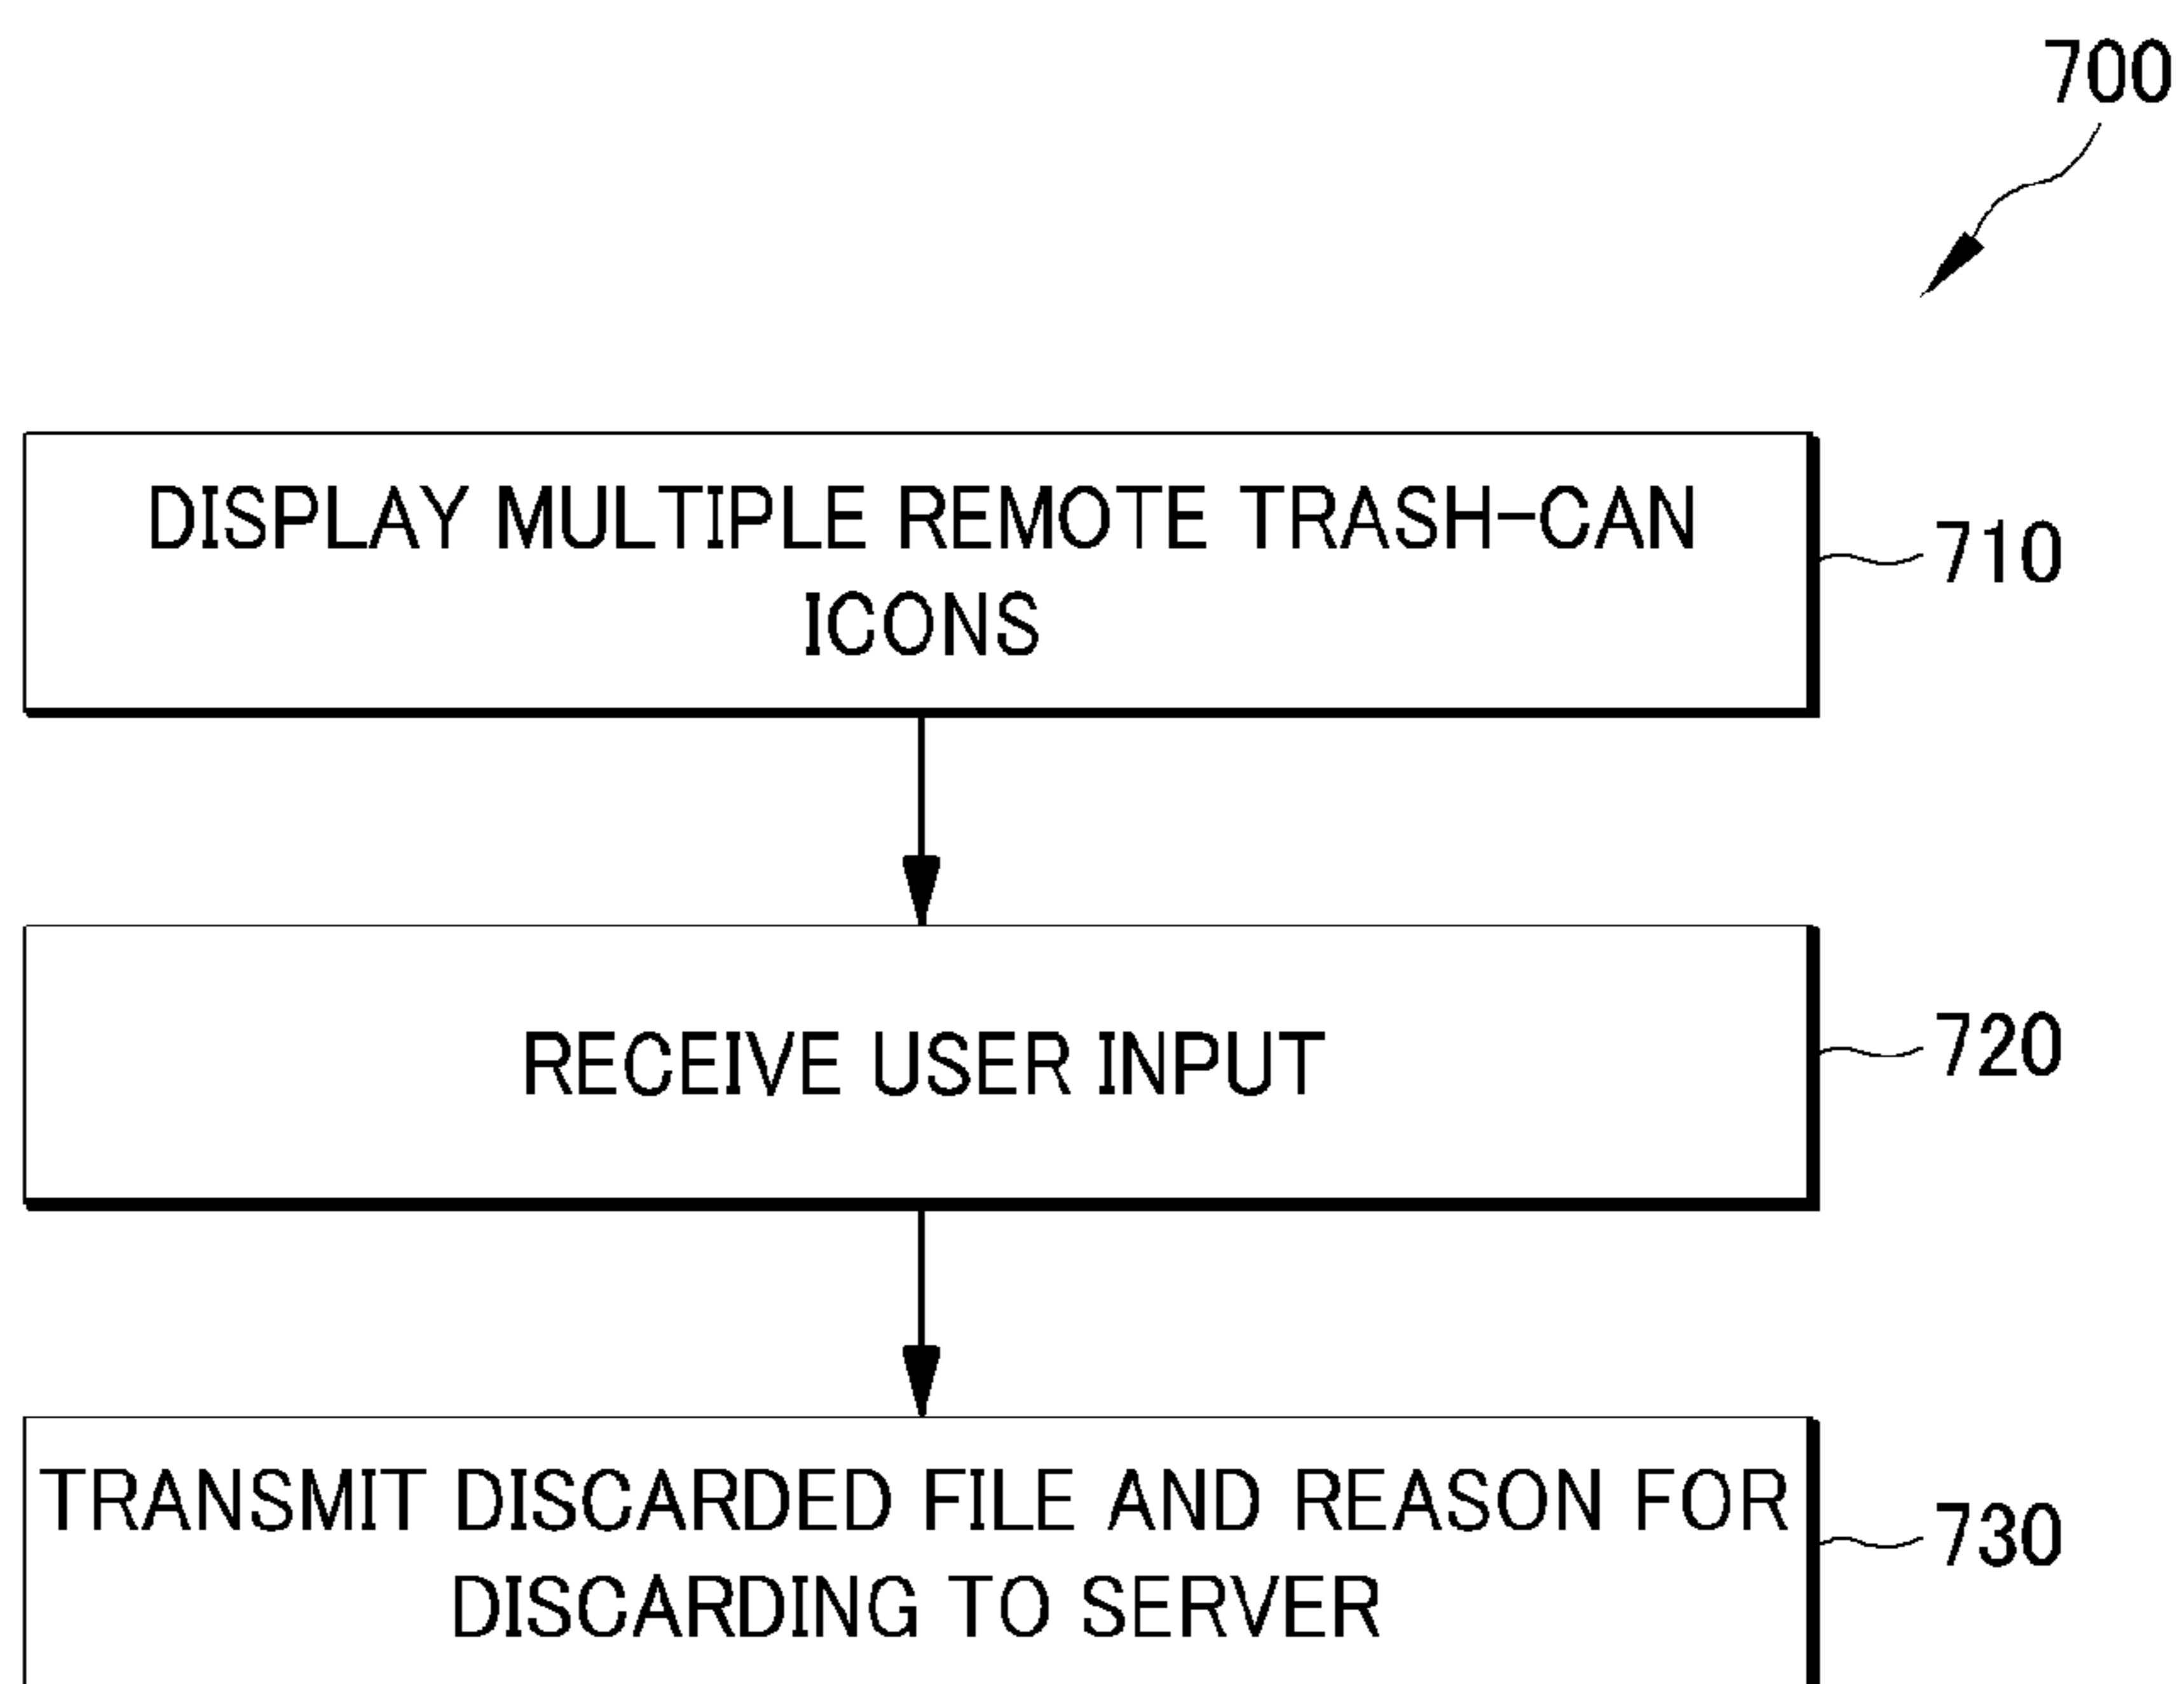 700
DISPLAY MULTIPLE REMOTE TRASH-CAN
ICONS
710
RECEIVE USER INPUT
720
TRANSMIT DISCARDED FILE AND REASON FOR
DISCARDING TO SERVER
730